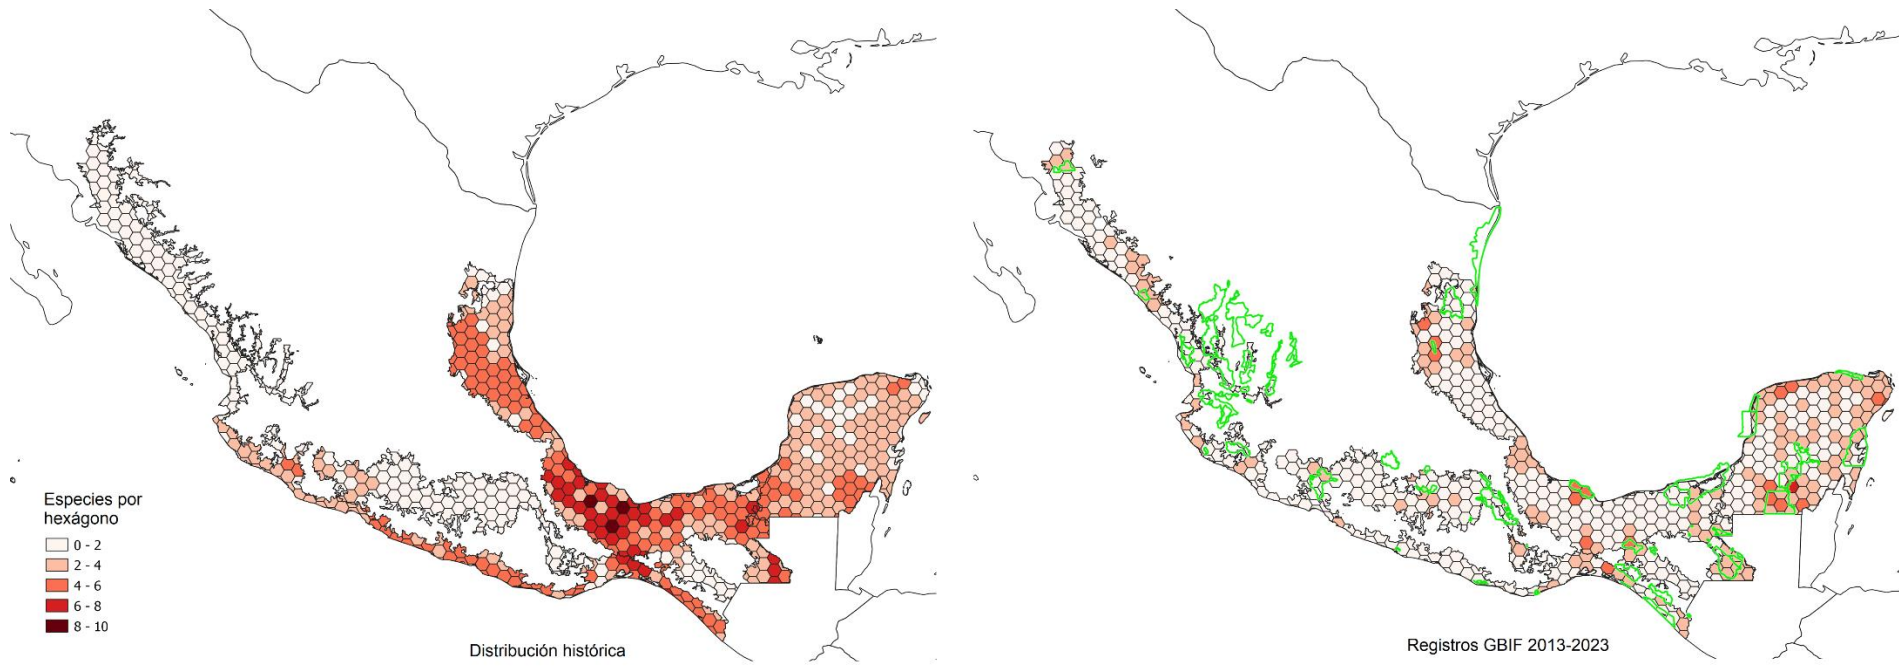 Especies por
hexágono
0 - 2
2 - 4
4 - 6
6 - 8
8 - 10
Distribución histórica
Registros GBIF 2013-2023